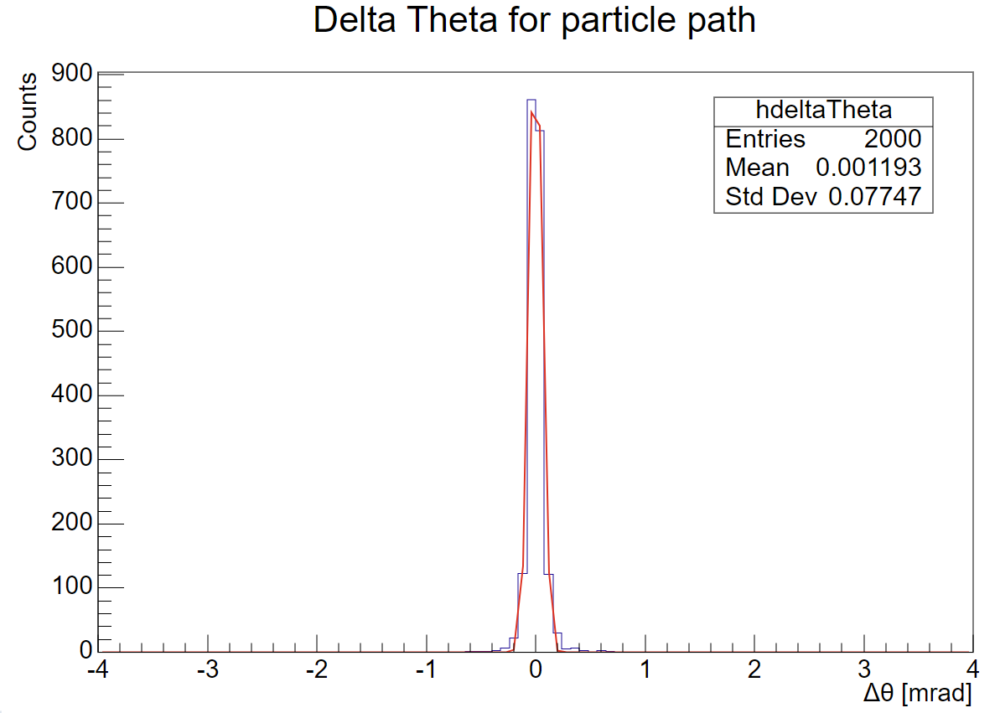 Delta Theta for particle path
Counts
900
800
700
600
500
400
300
200
100
0
hdeltaTheta
Entries 2000
Mean 0.001193
Std Dev 0.07747
-4 -3 -2 -1 0 1 2 3 4
Δθ [mrad]